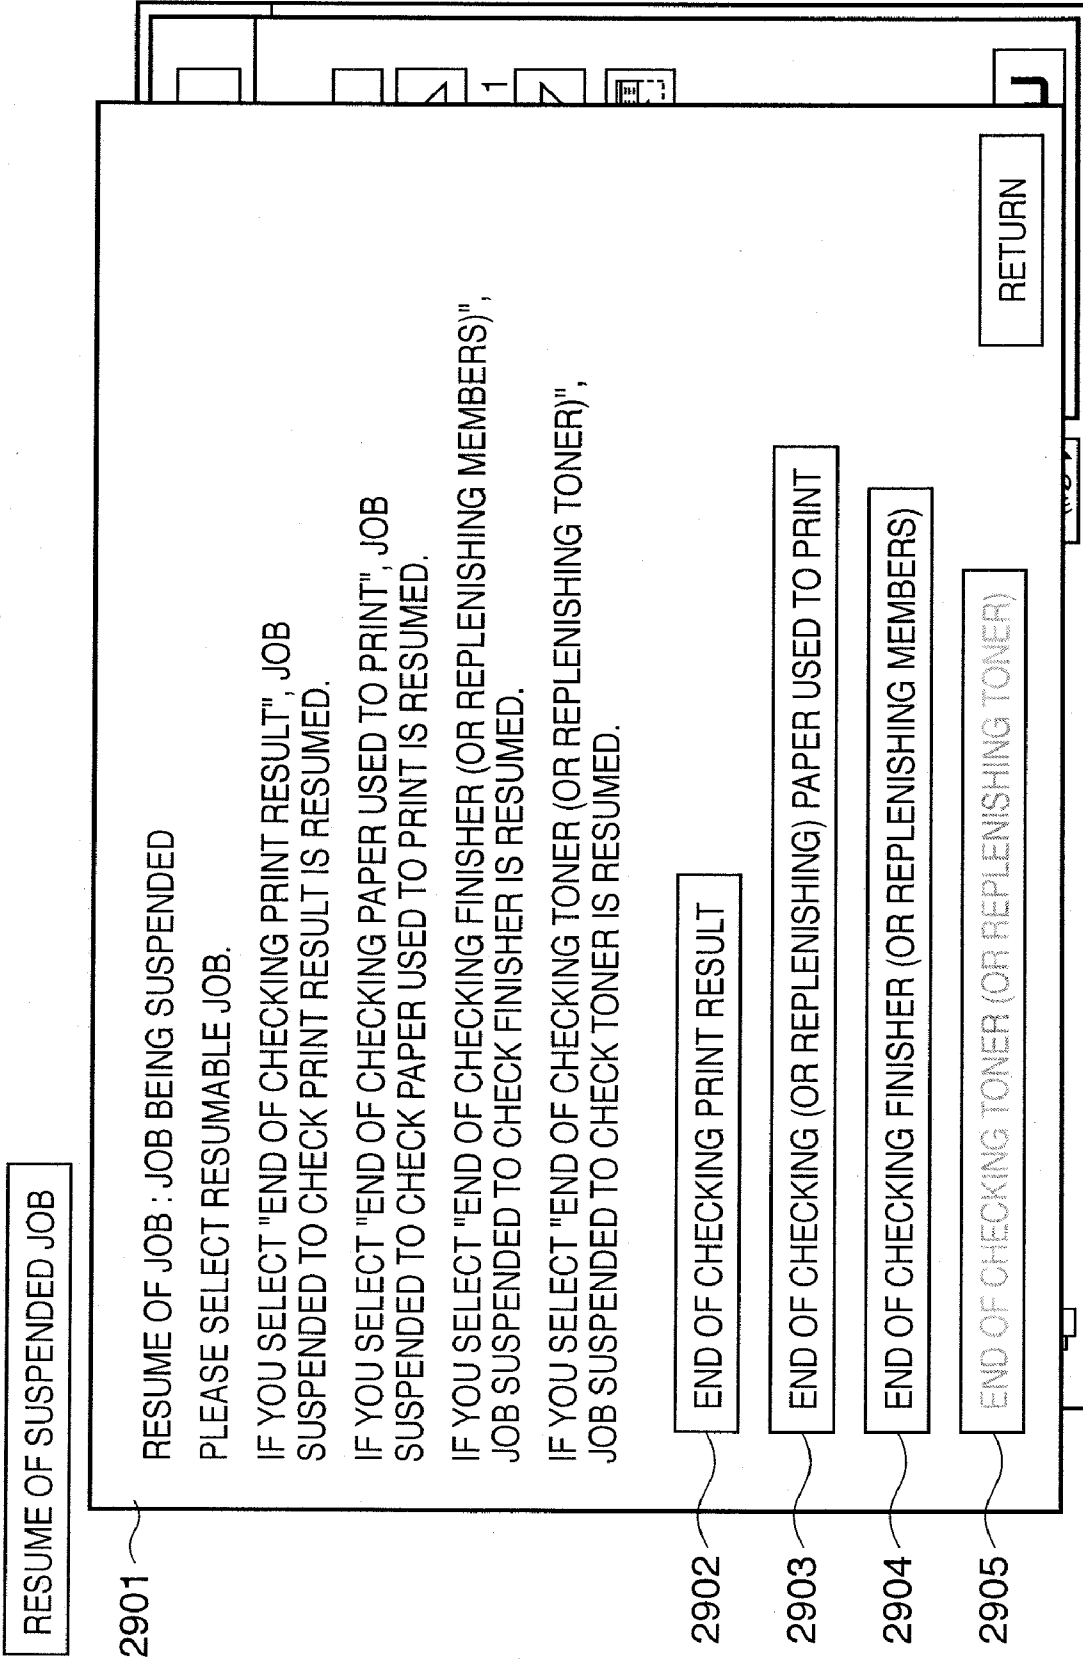 RESUME OF SUSPENDED JOB
2901
RESUME OF JOB : JOB BEING SUSPENDED
PLEASE SELECT RESUMABLE JOB.
IF YOU SELECT "END OF CHECKING PRINT RESULT", JOB
SUSPENDED TO CHECK PRINT RESULT IS RESUMED.
IF YOU SELECT "END OF CHECKING PAPER USED TO PRINT", JOB
SUSPENDED TO CHECK PAPER USED TO PRINT IS RESUMED.
IF YOU SELECT "END OF CHECKING FINISHER (OR REPLENISHING MEMBERS)",
JOB SUSPENDED TO CHECK FINISHER IS RESUMED.
IF YOU SELECT "END OF CHECKING TONER (OR REPLENISHING TONER)",
JOB SUSPENDED TO CHECK TONER IS RESUMED.
2902 END OF CHECKING PRINT RESULT
2903 END OF CHECKING (OR REPLENISHING) PAPER USED TO PRINT
2904 END OF CHECKING FINISHER (OR REPLENISHING MEMBERS)
2905 END OF CHECKING TONER (OR REPLENISHING TONER)
RETURN
1